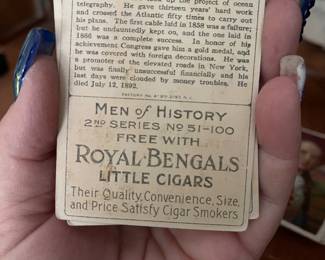 up the project of ocean
telegraphy. He gave thirteen years' hard work
and crossed the Atlantic fifty times to carry out
his plans. The first cable laid in 1858 was a failure;
but he undauntedly kept on, and the one laid in
1866 was a complete success. In honor of his
achievement Congress gave him a gold medal, and
he was covered with foreign decorations. He was
a promoter of the elevated roads in New York,
but was finally unsuccessful financially and his
last days were clouded by money troubles. He
died July 12, 1892.
MEN of HISTORY
2ND SERIES No 51-100
FREE WITH
ROYAL BENGALS
LITTLE CIGARS
Their Quality, Convenience, Size,
and Price Satisfy Cigar Smokers